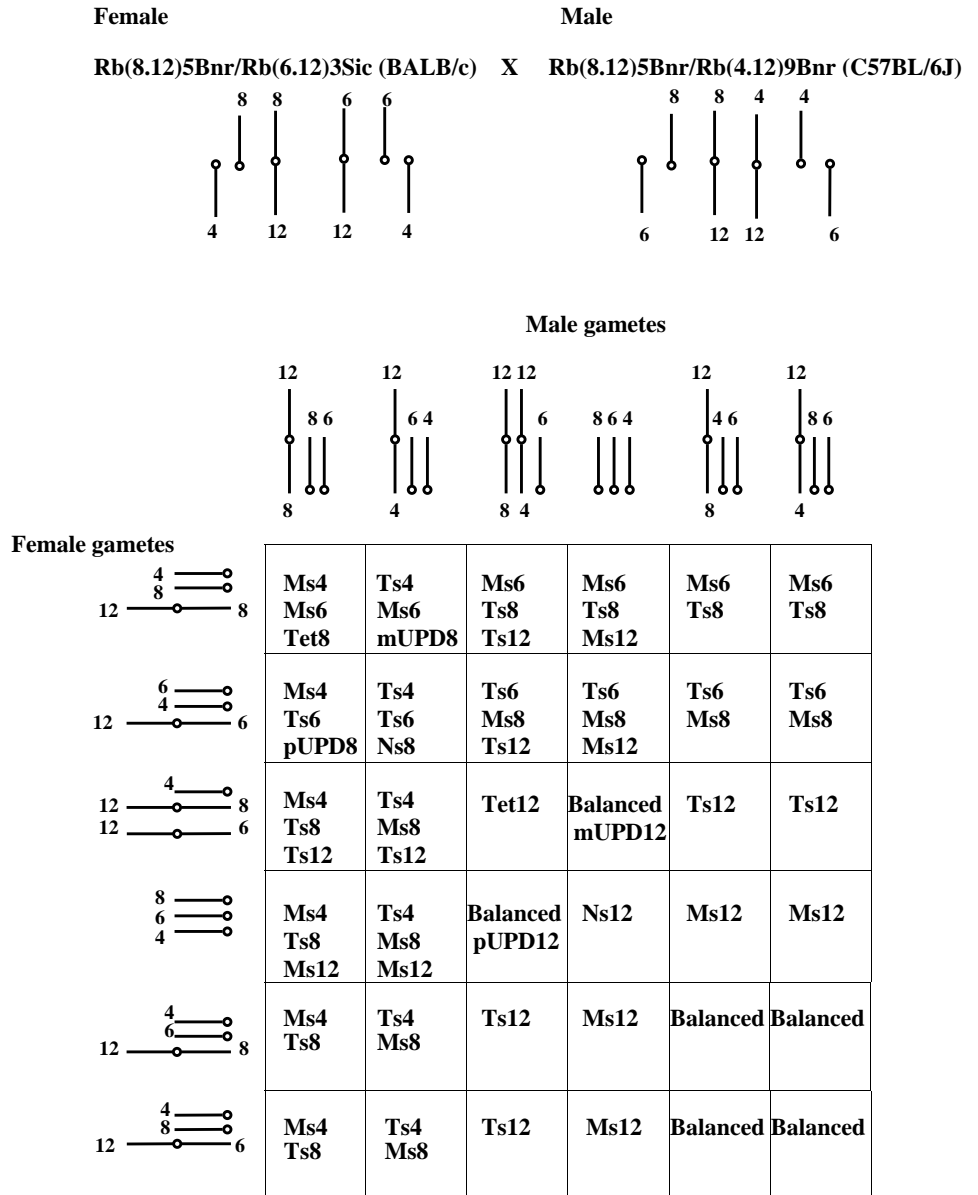 Female Male
Rb(8.12)5Bnr/Rb(6.12)3Sic (BALB/c) X Rb(8.12)5Bnr/Rb(4.12)9Bnr (C57BL/6J)
8 8 6 6 8 8 4 4
4 12 12 4 6 12 12 6
Male gametes
12 12 12 12 12 12
8 6 6 4 6 8 6 4 4 6 8 6
8 4 8 4 8 4
Female gametes
4
8
12 8
Ms4 Ts4 Ms6 Ms6 Ms6 Ms6
Ms6 Ms6 Ts8 Ts8 Ts8 Ts8
Tet8 mUPD8 Ts12 Ms12
6
4
12 6
Ms4 Ts4 Ts6 Ts6 Ts6 Ts6
Ts6 Ts6 Ms8 Ms8 Ms8 Ms8
pUPD8 Ns8 Ts12 Ms12
4
12 8
12 6
Ms4 Ts4 Tet12 Balanced Ts12 Ts12
Ts8 Ms8 mUPD12
Ts12 Ts12
8
6
4
Ms4 Ts4 Balanced Ns12 Ms12 Ms12
Ts8 Ms8 pUPD12
Ms12 Ms12
4
6
12 8
Ms4 Ts4 Ts12 Ms12 Balanced Balanced
Ts8 Ms8
4
8
12 6
Ms4 Ts4 Ts12 Ms12 Balanced Balanced
Ts8 Ms8